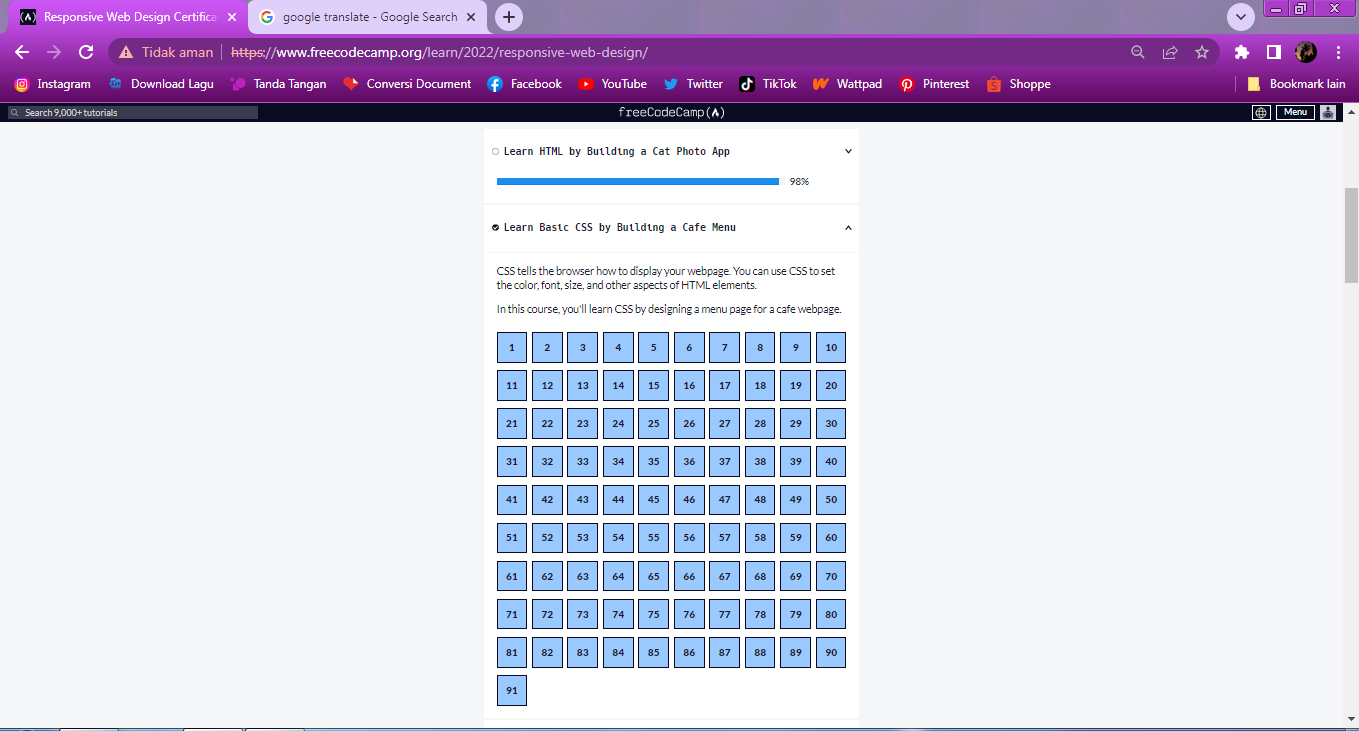 Responsive Web Design Certifica
google translate - Google Search
Tidak aman https://www.freecodecamp.org/learn/2022/responsive-web-design/
Instagram Download Lagu Tanda Tangan Conversi Document Facebook YouTube Twitter TikTok Wattpad Pinterest Shoppe Bookmark lain
Search 9,000+ tutorials freeCodeCamp Menu
Learn HTML by Building a Cat Photo App
98%
Learn Basic CSS by Building a Cafe Menu
CSS tells the browser how to display your webpage. You can use CSS to set
the color, font, size, and other aspects of HTML elements.
In this course, you'll learn CSS by designing a menu page for a cafe webpage.
1 2 3 4 5 6 7 8 9 10
11 12 13 14 15 16 17 18 19 20
21 22 23 24 25 26 27 28 29 30
31 32 33 34 35 36 37 38 39 40
41 42 43 44 45 46 47 48 49 50
51 52 53 54 55 56 57 58 59 60
61 62 63 64 65 66 67 68 69 70
71 72 73 74 75 76 77 78 79 80
81 82 83 84 85 86 87 88 89 90
91